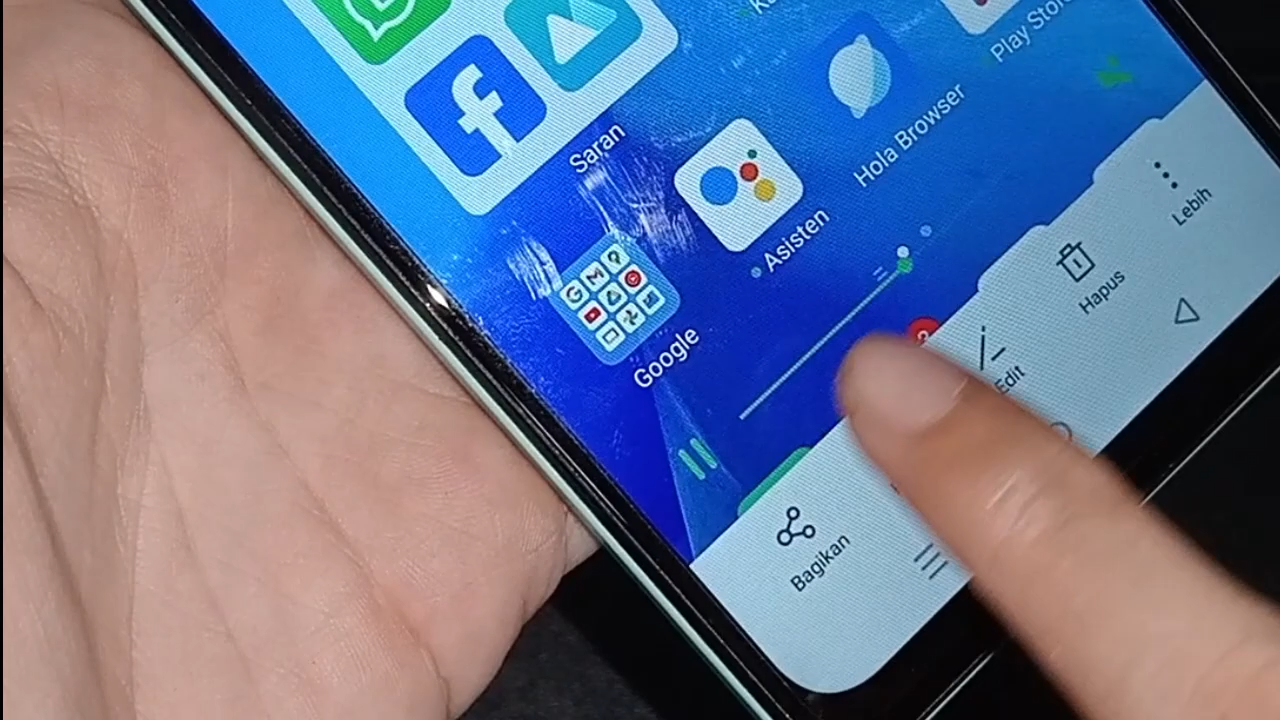 Play Store
Saran
Hola Browser
Asisten
Google
Lebih
Hapus
Edit
Bagikan